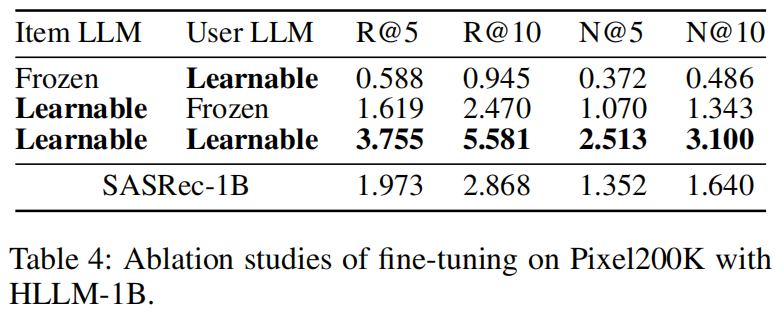 Item LLM User LLM R@5 R@10 N@5 N@10
Frozen Learnable 0.588 0.945 0.372 0.486
Learnable Frozen 1.619 2.470 1.070 1.343
Learnable Learnable 3.755 5.581 2.513 3.100
SASRec-1B 1.973 2.868 1.352 1.640
Table 4: Ablation studies of fine-tuning on Pixel200K with
HLLM-1B.